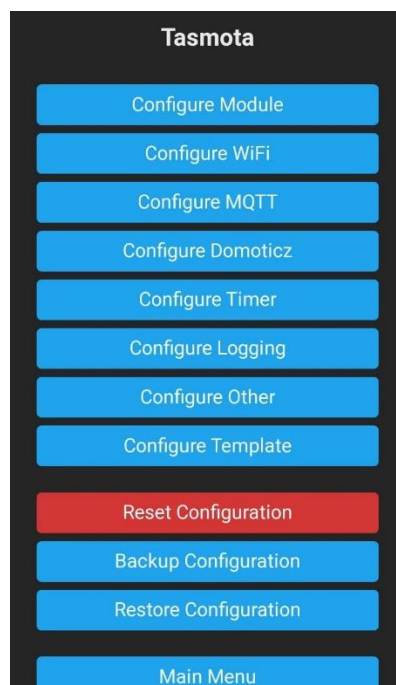 Tasmota
Configure Module
Configure WiFi
Configure MQTT
Configure Domoticz
Configure Timer
Configure Logging
Configure Other
Configure Template
Reset Configuration
Backup Configuration
Restore Configuration
Main Menu